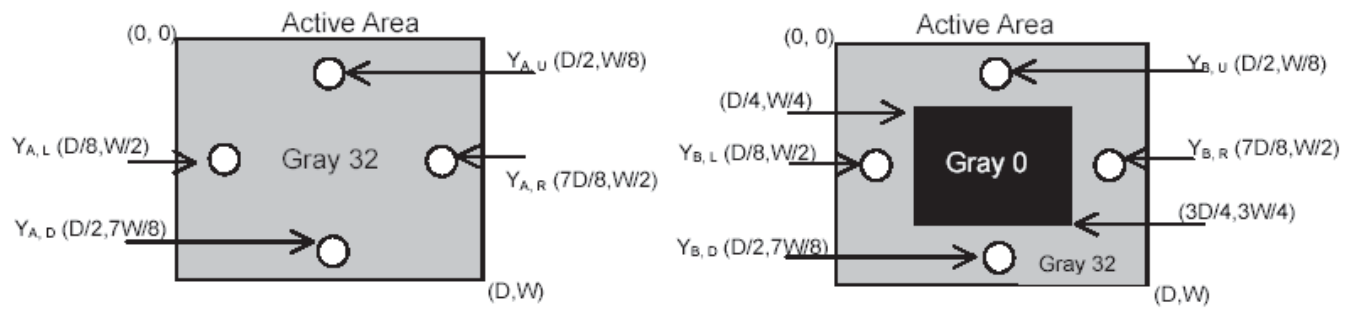 Active Area
(0, 0)
YA, U (D/2,W/8)
YA, L (D/8,W/2)
Gray 32
YA, R (7D/8,W/2)
YA, D (D/2,7W/8)
(D,W)
Active Area
(0, 0)
YB, U (D/2,W/8)
(D/4,W/4)
YB, L (D/8,W/2)
Gray 0
YB, R (7D/8,W/2)
(3D/4,3W/4)
YB, D (D/2,7W/8)
Gray 32
(D,W)